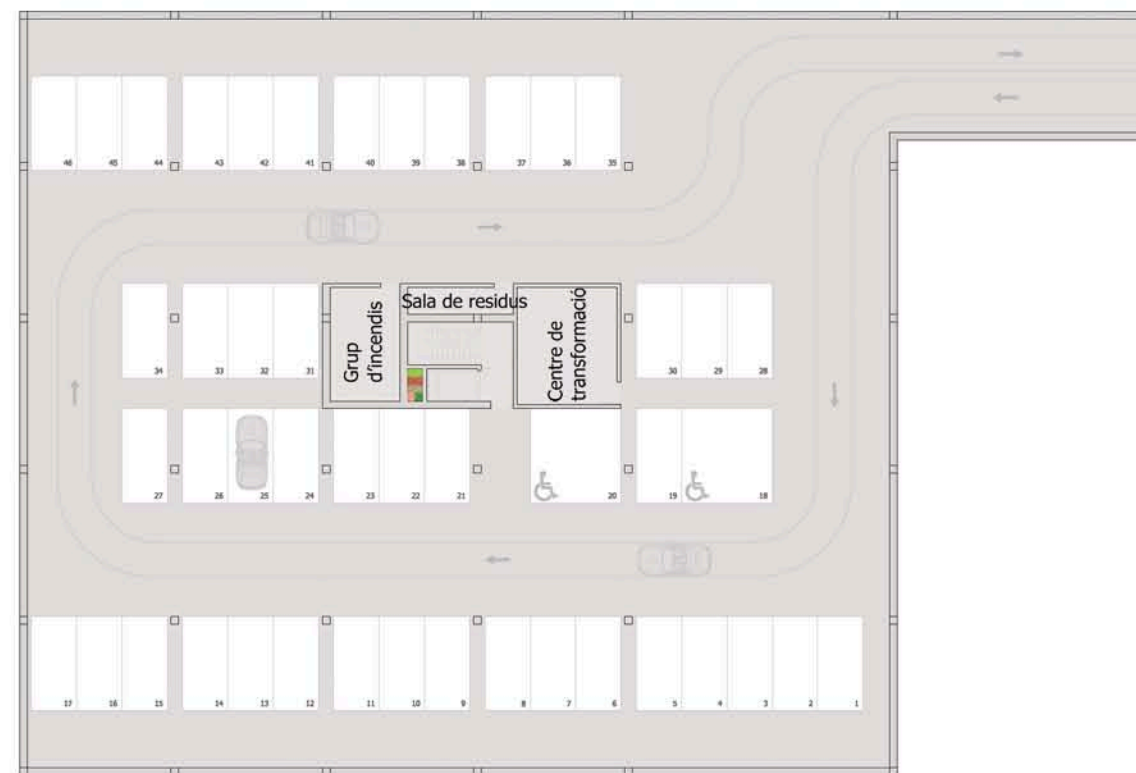 46 45 44 43 42 41 40 39 38 37 36 35
Sala de residus
Grup
d'incendis
Centre de
transformació
34 33 32 31 30 29 28
27 26 25 24 23 22 21 20 19 18
17 16 15 14 13 12 11 10 9 8 7 6 5 4 3 2 1